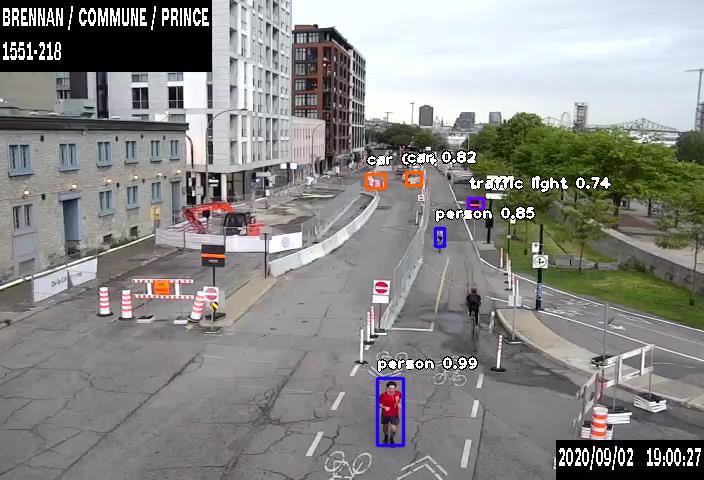 BRENNAN / COMMUNE / PRINCE
1551-218
car 0.82
traffic light 0.74
person 0.85
person 0.99
2020/09/02 19:00:27